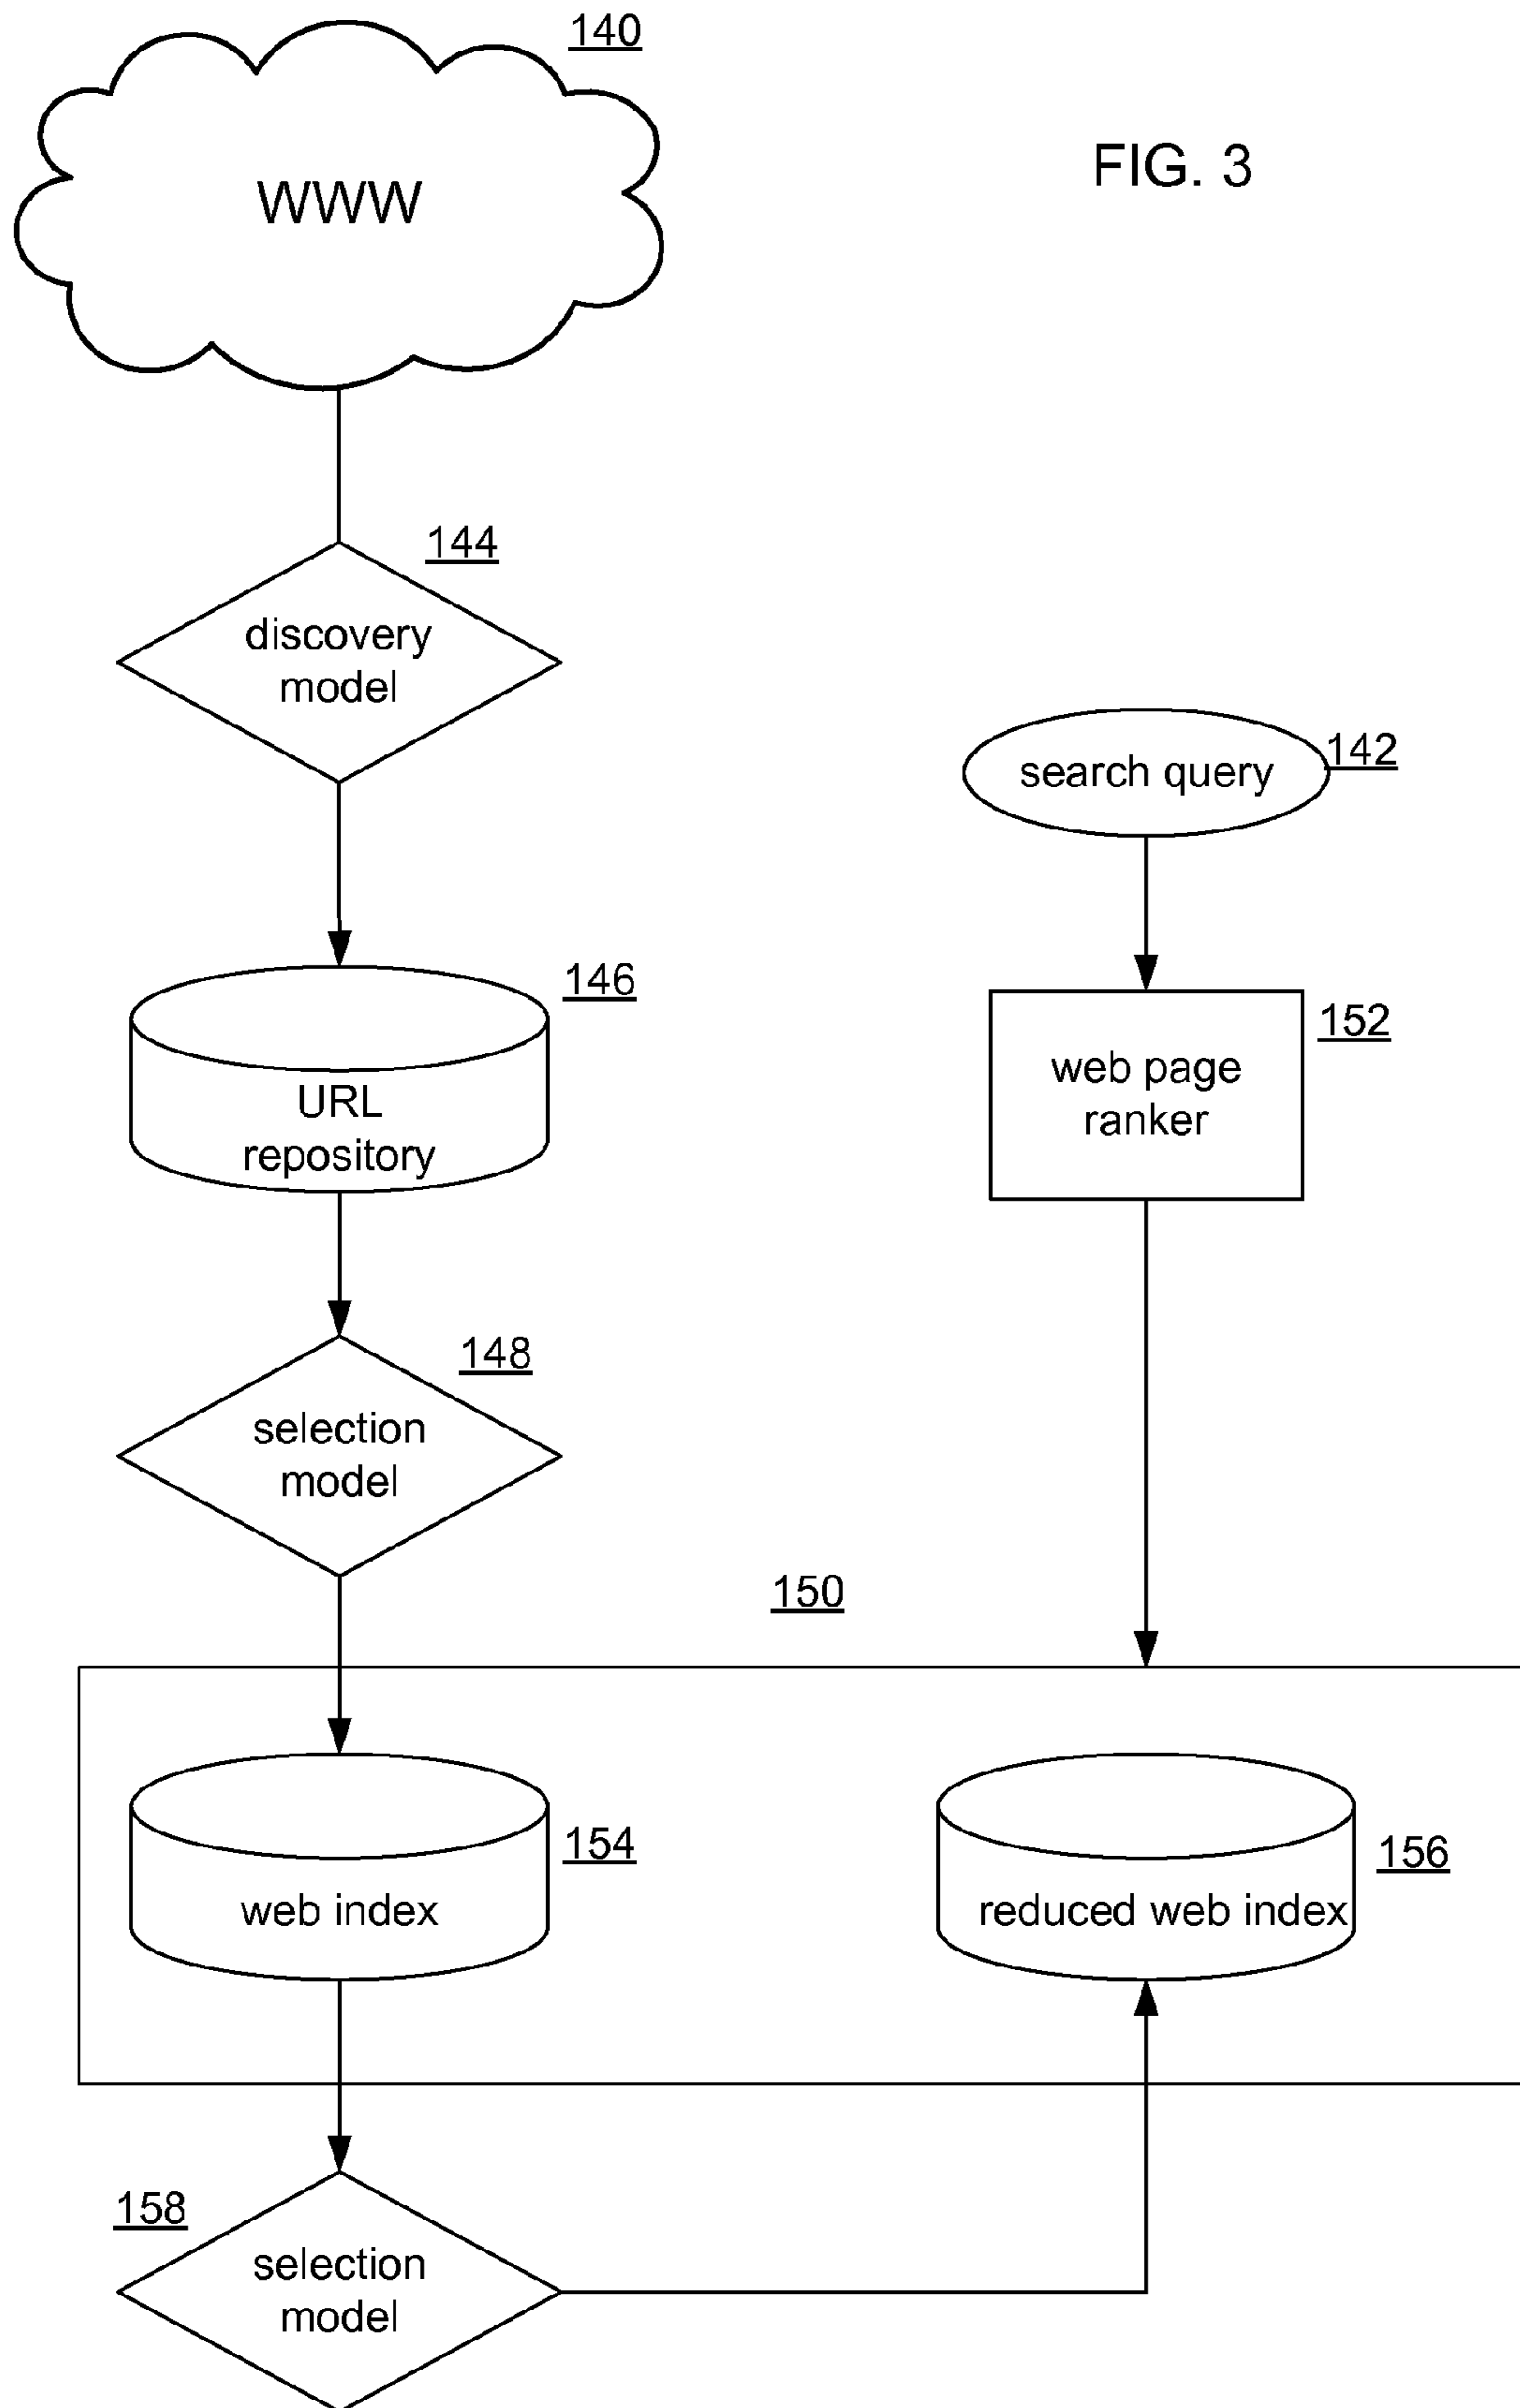 140
FIG. 3
WWW
144
discovery
model
142
search query
146
URL
repository
152
web page
ranker
148
selection
model
150
154
web index
156
reduced web index
158
selection
model